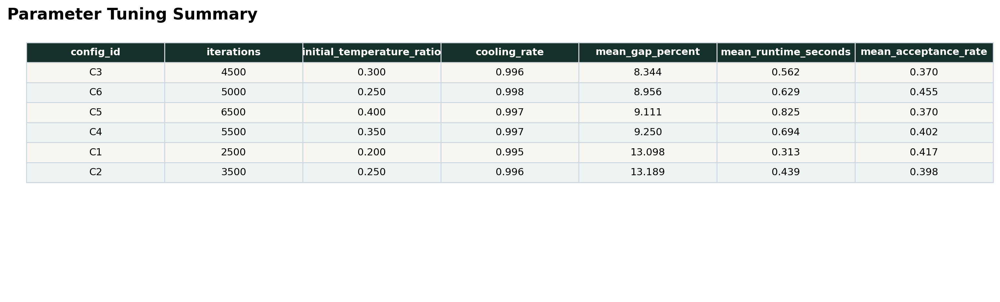 Parameter Tuning Summary
config_id iterations initial_temperature_ratio cooling_rate mean_gap_percent mean_runtime_seconds mean_acceptance_rate
C3 4500 0.300 0.996 8.344 0.562 0.370
C6 5000 0.250 0.998 8.956 0.629 0.455
C5 6500 0.400 0.997 9.111 0.825 0.370
C4 5500 0.350 0.997 9.250 0.694 0.402
C1 2500 0.200 0.995 13.098 0.313 0.417
C2 3500 0.250 0.996 13.189 0.439 0.398